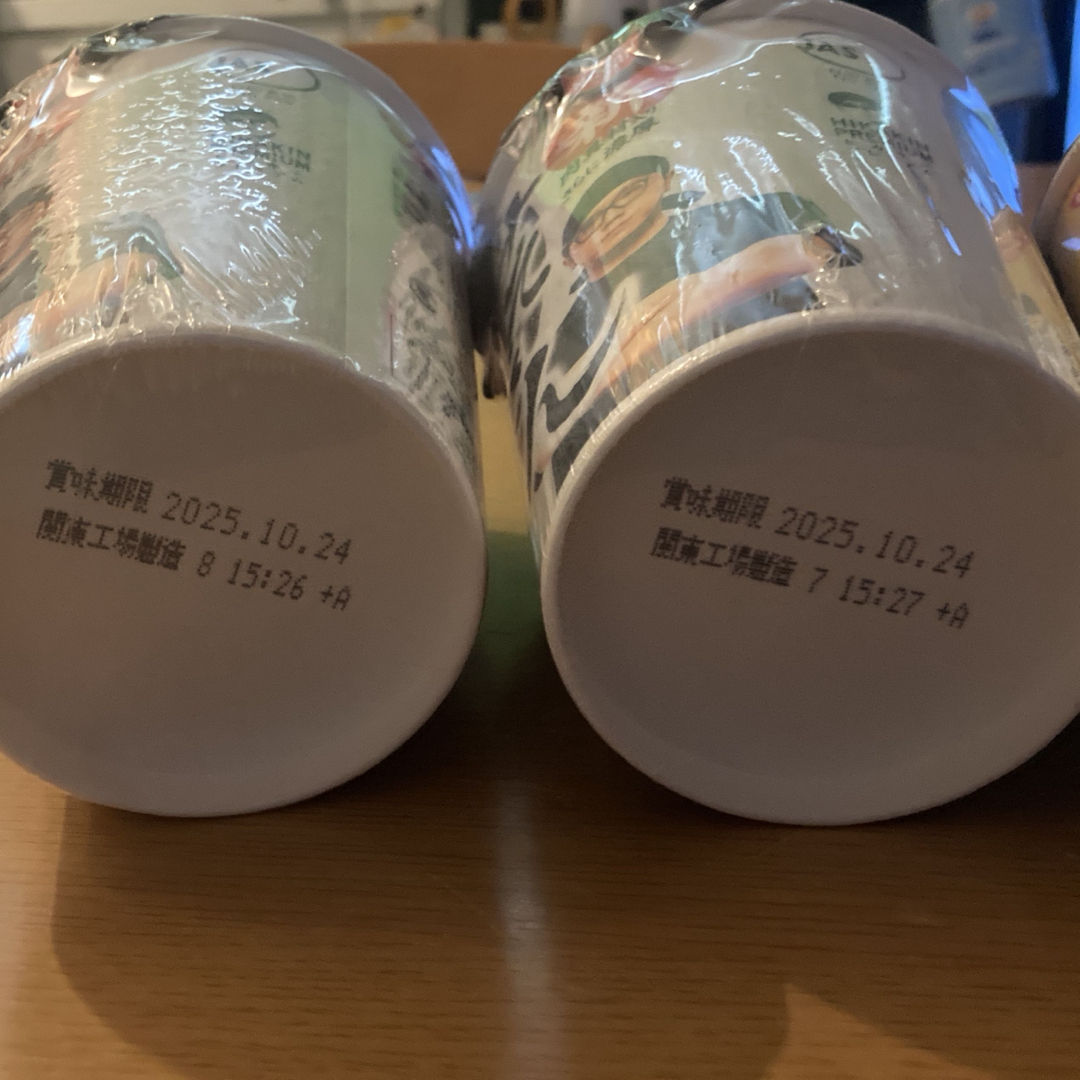 JAS
賞味期限 2025.10.24
関東工場製造 8 15:26 +A
賞味期限 2025.10.24
関東工場製造 7 15:27 +A